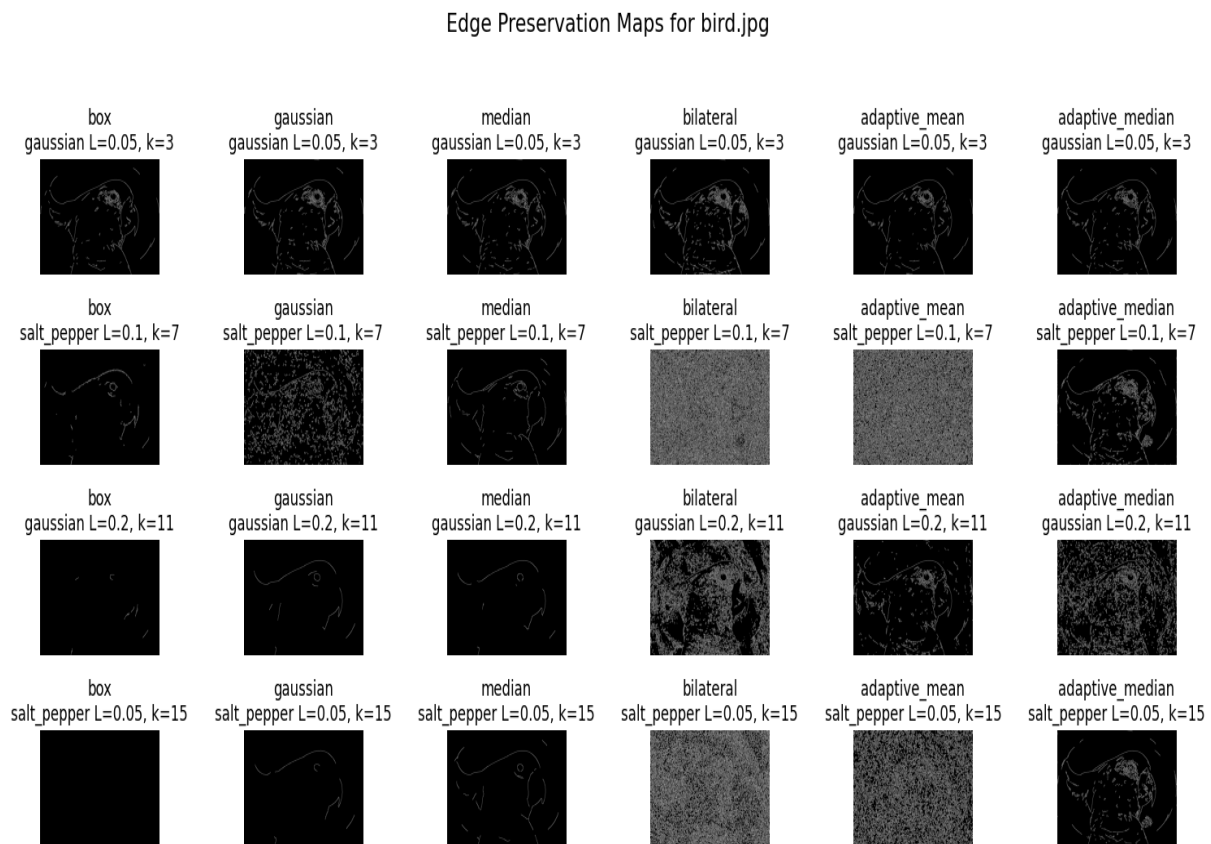 Edge Preservation Maps for bird.jpg
box
gaussian L=0.05, k=3
gaussian
gaussian L=0.05, k=3
median
gaussian L=0.05, k=3
bilateral
gaussian L=0.05, k=3
adaptive_mean
gaussian L=0.05, k=3
adaptive_median
gaussian L=0.05, k=3
box
salt_pepper L=0.1, k=7
gaussian
salt_pepper L=0.1, k=7
median
salt_pepper L=0.1, k=7
bilateral
salt_pepper L=0.1, k=7
adaptive_mean
salt_pepper L=0.1, k=7
adaptive_median
salt_pepper L=0.1, k=7
box
gaussian L=0.2, k=11
gaussian
gaussian L=0.2, k=11
median
gaussian L=0.2, k=11
bilateral
gaussian L=0.2, k=11
adaptive_mean
gaussian L=0.2, k=11
adaptive_median
gaussian L=0.2, k=11
box
salt_pepper L=0.05, k=15
gaussian
salt_pepper L=0.05, k=15
median
salt_pepper L=0.05, k=15
bilateral
salt_pepper L=0.05, k=15
adaptive_mean
salt_pepper L=0.05, k=15
adaptive_median
salt_pepper L=0.05, k=15